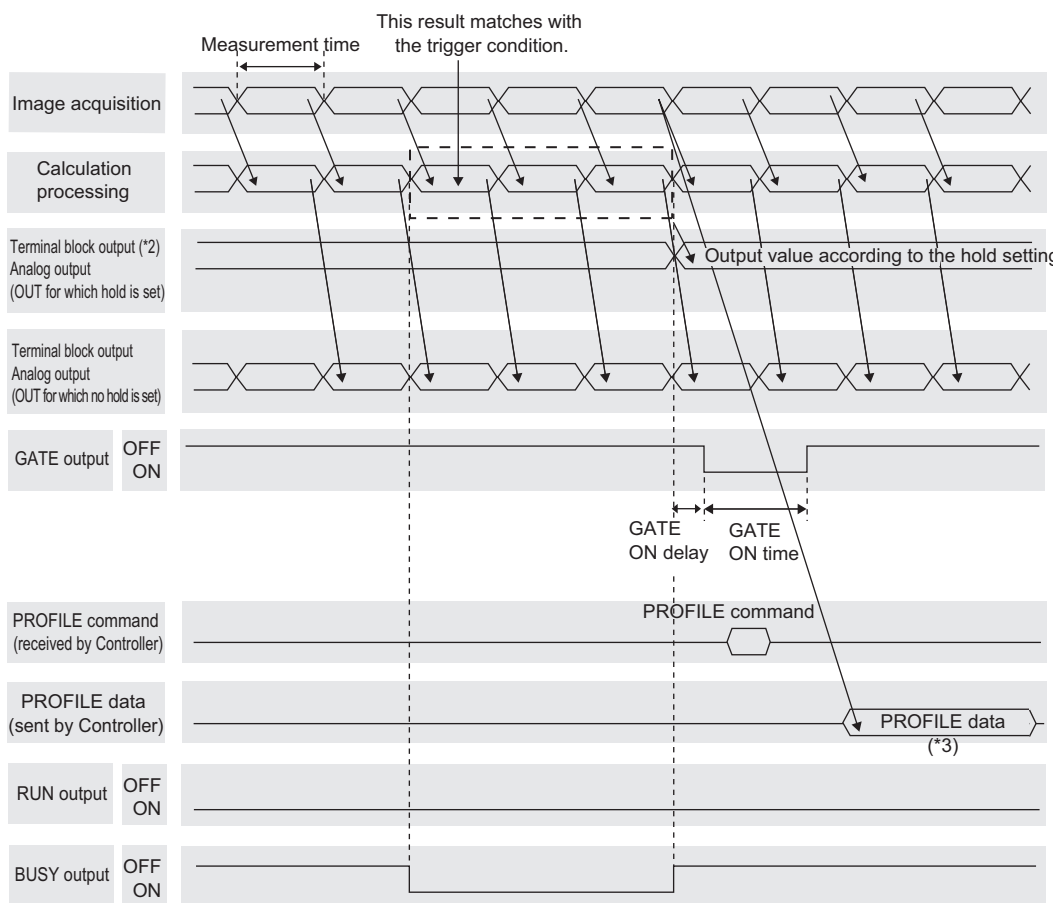 This result matches with
the trigger condition.
Measurement time
Image acquisition
Calculation
processing
Terminal block output (*2)
Analog output
(OUT for which hold is set)
Output value according to the hold setting
Terminal block output
Analog output
(OUT for which no hold is set)
GATE output
OFF
ON
GATE
ON delay
GATE
ON time
PROFILE command
(received by Controller)
PROFILE command
PROFILE data
(sent by Controller)
PROFILE data
(*3)
RUN output
OFF
ON
BUSY output
OFF
ON